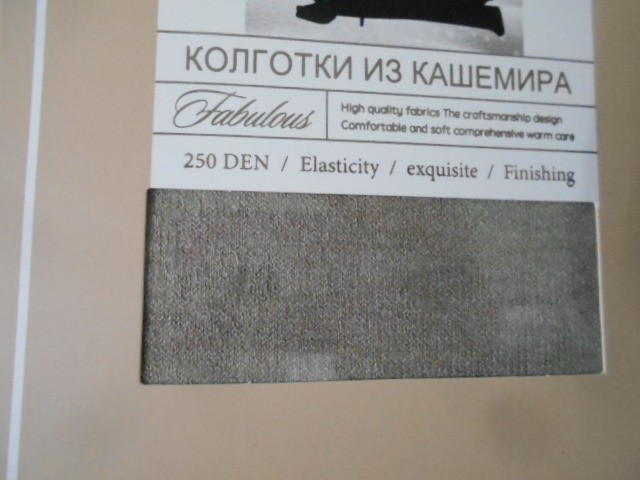 КОЛГОТКИ ИЗ КАШЕМИРА
Fabulous
High quality fabrics The craftsmanship design
Comfortable and soft comprehensive warm care
250 DEN / Elasticity / exquisite / Finishing